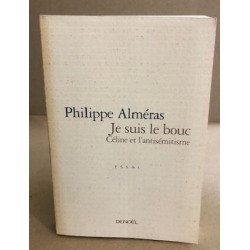 Philippe Alméras
Je suis le bouc
Céline et l'antisémitisme
ESSAI
DENOËL